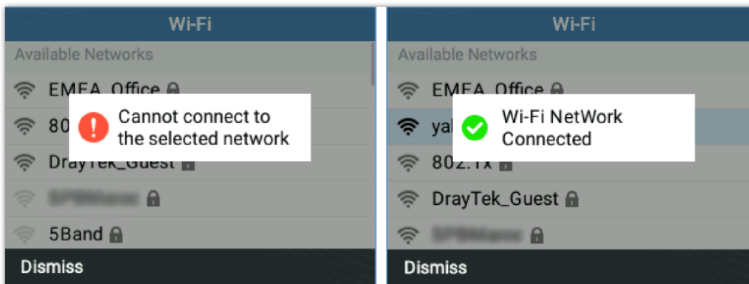 Wi-Fi
Available Networks
EMEA_Office
80
Cannot connect to
the selected network
DrayTek_Guest
5Band
Dismiss
Wi-Fi
Available Networks
EMEA_Office
Wi-Fi NetWork
Connected
802.1x
DrayTek_Guest
Dismiss